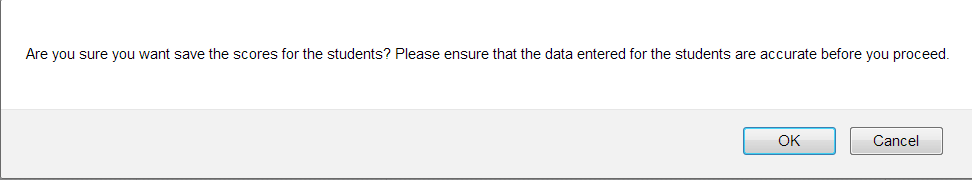 Are you sure you want save the scores for the students? Please ensure that the data entered for the students are accurate before you proceed.
OK
Cancel